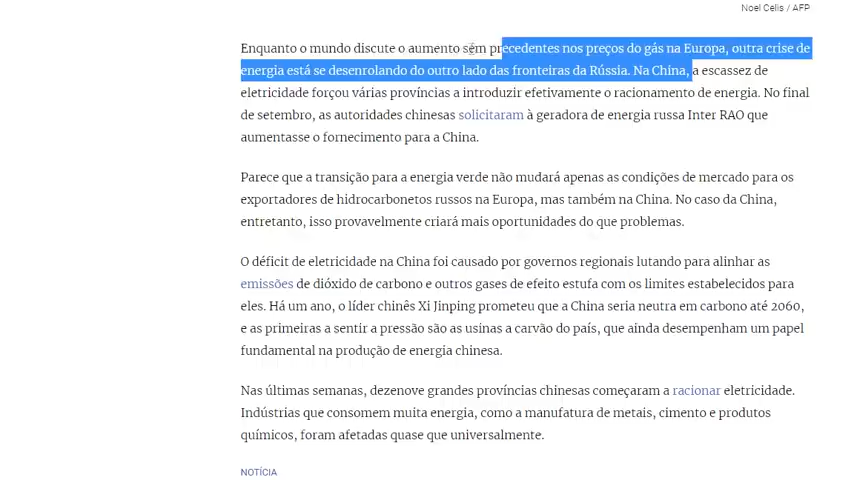 Noel Celis / AFP
Enquanto o mundo discute o aumento sem precedentes nos preços do gás na Europa, outra crise de
energia está se desenrolando do outro lado das fronteiras da Rússia. Na China, a escassez de
eletricidade forçou várias províncias a introduzir efetivamente o racionamento de energia. No final
de setembro, as autoridades chinesas solicitaram à geradora de energia russa Inter RAO que
aumentasse o fornecimento para a China.
Parece que a transição para a energia verde não mudará apenas as condições de mercado para os
exportadores de hidrocarbonetos russos na Europa, mas também na China. No caso da China,
entretanto, isso provavelmente criará mais oportunidades do que problemas.
O déficit de eletricidade na China foi causado por governos regionais lutando para alinhar as
emissões de dióxido de carbono e outros gases de efeito estufa com os limites estabelecidos para
eles. Há um ano, o líder chinês Xi Jinping prometeu que a China seria neutra em carbono até 2060,
e as primeiras a sentir a pressão são as usinas a carvão do país, que ainda desempenham um papel
fundamental na produção de energia chinesa.
Nas últimas semanas, dezenove grandes províncias chinesas começaram a racionar eletricidade.
Indústrias que consomem muita energia, como a manufatura de metais, cimento e produtos
químicos, foram afetadas quase que universalmente.
NOTÍCIA